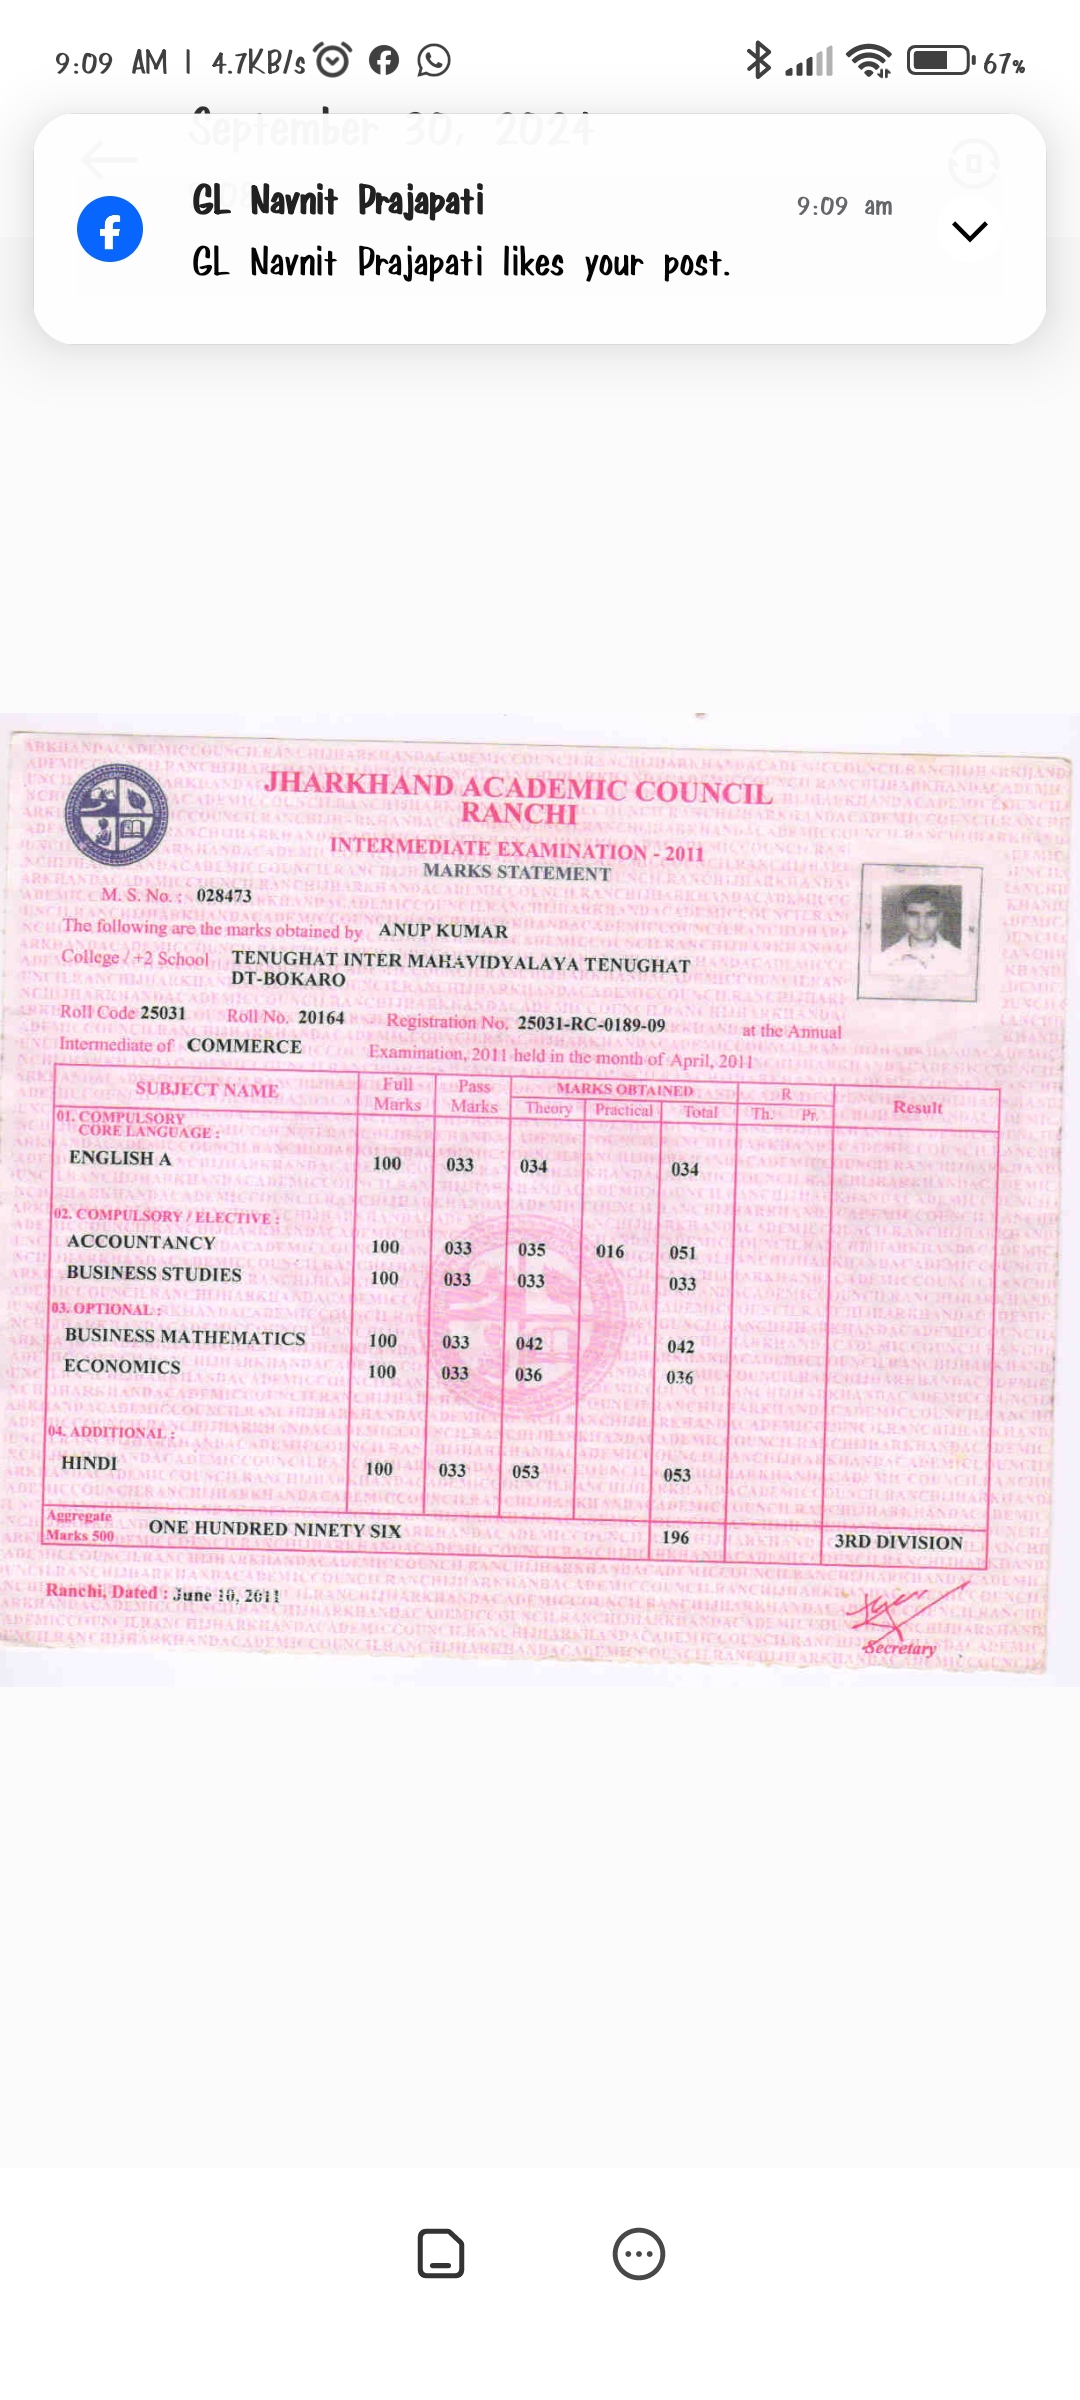 9:09 AM | 4.7KB/s
67%
September 30, 2024
GL Navnit Prajapati 9:09 am
GL Navnit Prajapati likes your post.
JHARKHAND ACADEMIC COUNCIL
RANCHI
INTERMEDIATE EXAMINATION - 2011
MARKS STATEMENT
M. S. No. : 028473
The following are the marks obtained by ANUP KUMAR
College / +2 School TENUGHAT INTER MAHAVIDYALAYA TENUGHAT
DT-BOKARO
Roll Code 25031 Roll No. 20164 Registration No. 25031-RC-0189-09 at the Annual
Intermediate of COMMERCE Examination, 2011 held in the month of April, 2011
SUBJECT NAME Full Marks Pass Marks MARKS OBTAINED R Result
Theory Practical Total Th. Pr.
01. COMPULSORY
CORE LANGUAGE :
ENGLISH A 100 033 034 034
02. COMPULSORY / ELECTIVE :
ACCOUNTANCY 100 033 035 016 051
BUSINESS STUDIES 100 033 033 033
03. OPTIONAL :
BUSINESS MATHEMATICS 100 033 042 042
ECONOMICS 100 033 036 036
04. ADDITIONAL :
HINDI 100 033 053 053
Aggregate
Marks 500 ONE HUNDRED NINETY SIX 196 3RD DIVISION
Ranchi, Dated : June 10, 2011
Secretary